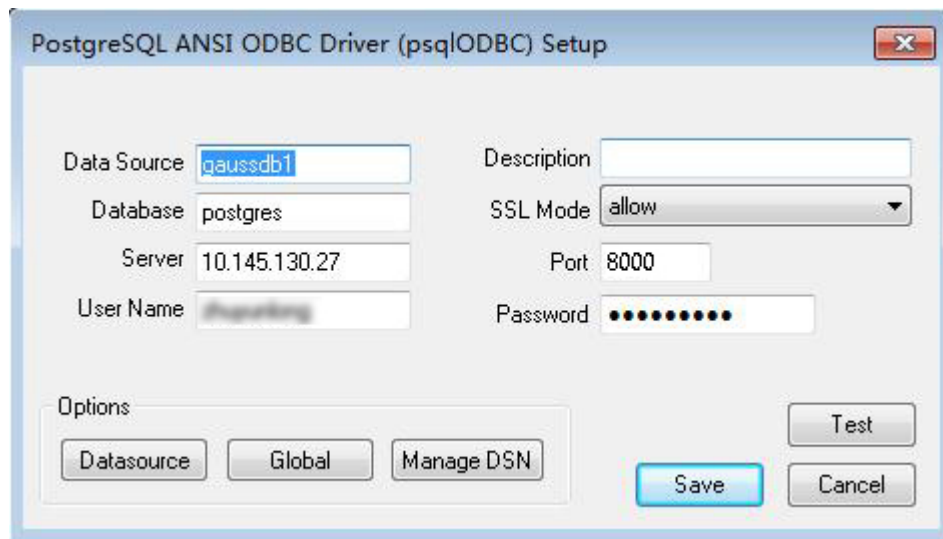 PostgreSQL ANSI ODBC Driver (psqlODBC) Setup
Data Source gaussdb1 Description
Database postgres SSL Mode allow
Server 10.145.130.27 Port 8000
User Name Password ●●●●●●●●●
Options
Datasource Global Manage DSN
Test
Save Cancel